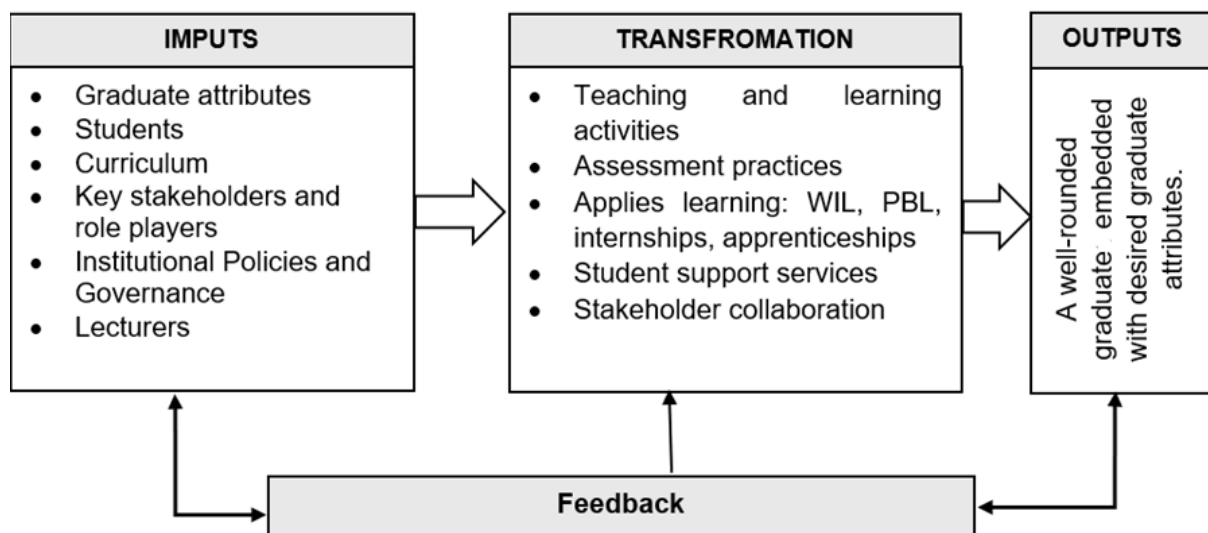 IMPUTS
• Graduate attributes
• Students
• Curriculum
• Key stakeholders and
role players
• Institutional Policies and
Governance
• Lecturers
TRANSFROMATION
• Teaching and learning
activities
• Assessment practices
• Applies learning: WIL, PBL,
internships, apprenticeships
• Student support services
• Stakeholder collaboration
OUTPUTS
A well-rounded
graduate embedded
with desired graduate
attributes.
Feedback